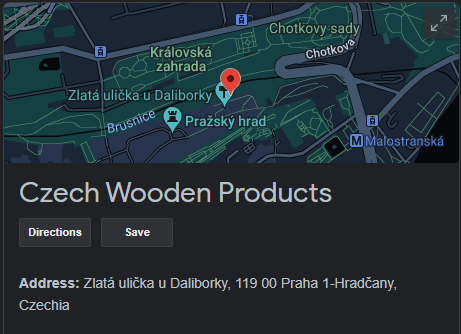 Chotkovy sady
Královská
zahrada
Chotkova
Zlatá ulička u Daliborky
Brusnice
Pražský hrad
M Malostranská
Czech Wooden Products
Directions
Save
Address: Zlatá ulička u Daliborky, 119 00 Praha 1-Hradčany,
Czechia